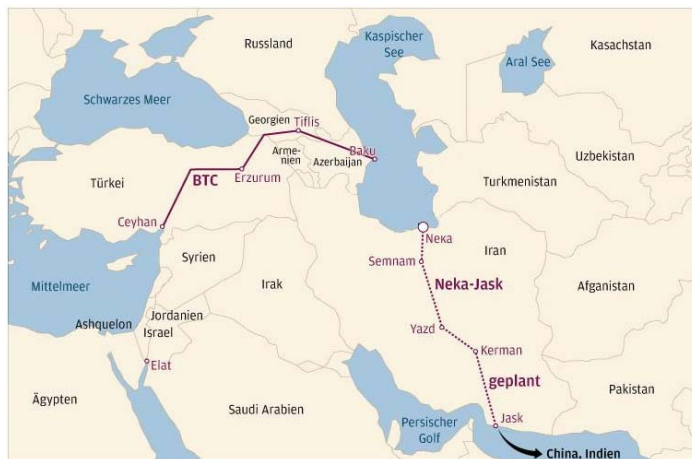 Russland
Kaspischer
See
Kasachstan
Aral See
Schwarzes Meer
Georgien
Tiflis
Arme-
nien
Azerbaijan
Baku
Usbekistan
Türkei
BTC
Erzurum
Turkmenistan
Ceyhan
Neka
Iran
Syrien
Semnam
Mittelmeer
Irak
Neka-Jask
Afghanistan
Ashquelon
Jordanien
Israel
Yazd
Kerman
Elat
geplant
Pakistan
Ägypten
Saudi Arabien
Persischer
Golf
Jask
China, Indien